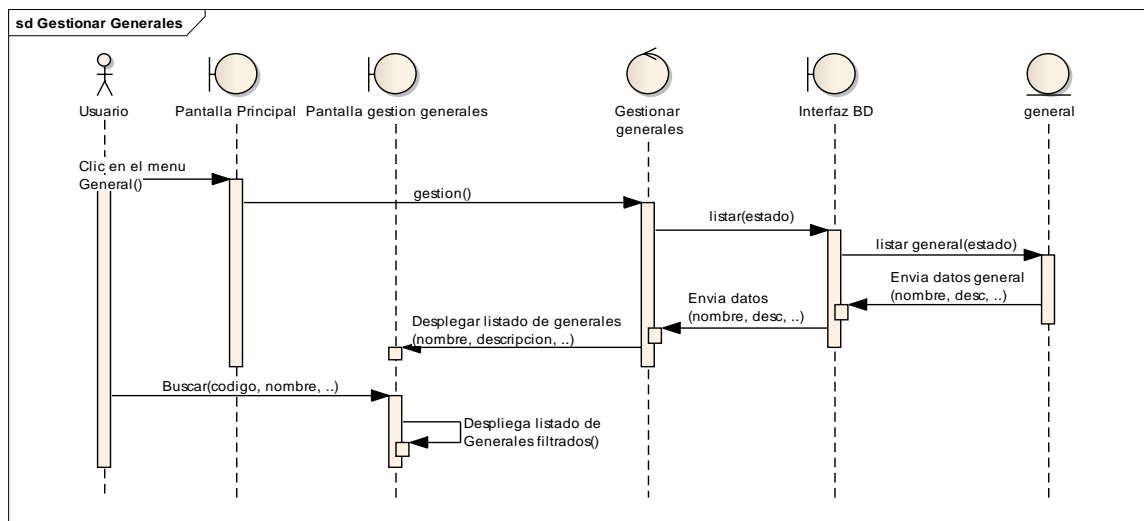 sd Gestionar Generales
Usuario
Pantalla Principal
Pantalla gestion generales
Gestionar
generales
Interfaz BD
general
Clic en el menu
General()
gestion()
listar(estado)
listar general(estado)
Envia datos general
(nombre, desc, ..)
Envia datos
(nombre, desc, ..)
Desplegar listado de generales
(nombre, descripcion, ..)
Buscar(codigo, nombre, ..)
Despliega listado de
Generales filtrados()